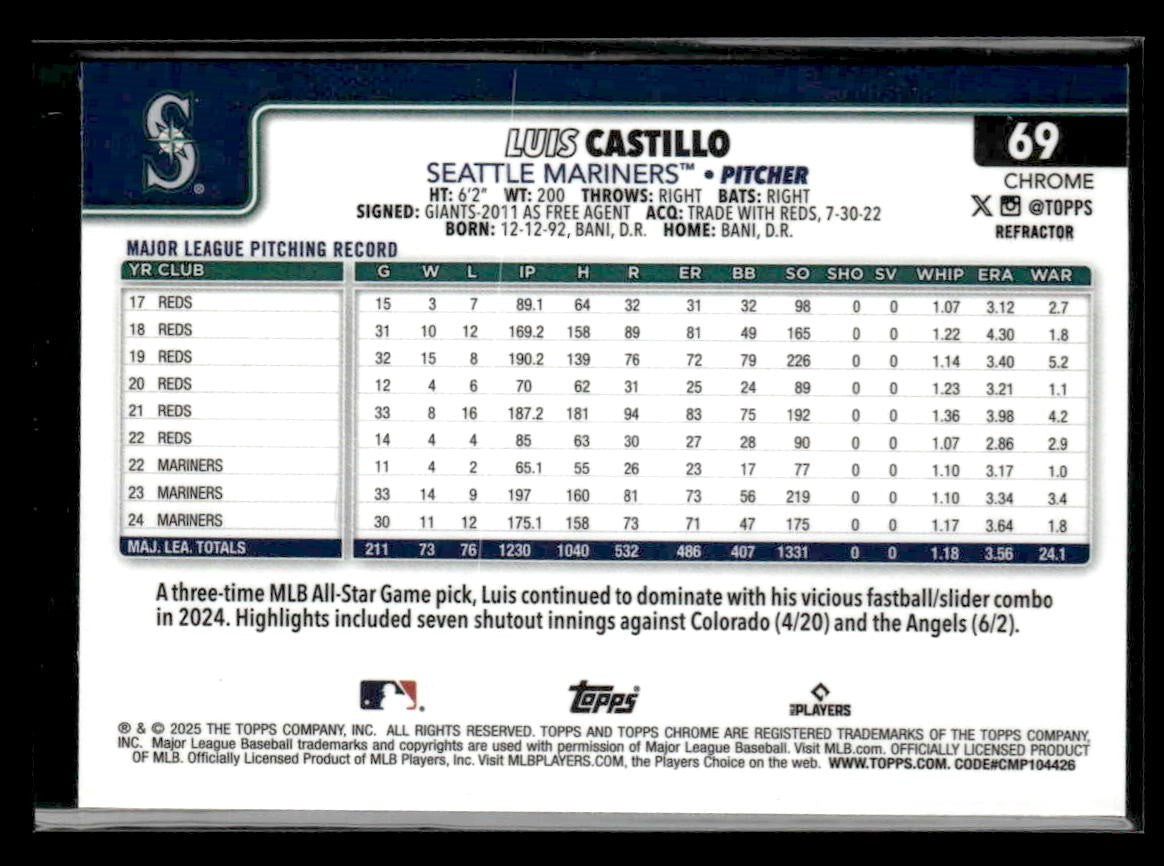 S ®
LUIS CASTILLO
69
SEATTLE MARINERS™ • PITCHER
CHROME
HT: 6'2" WT: 200 THROWS: RIGHT BATS: RIGHT
SIGNED: GIANTS-2011 AS FREE AGENT ACQ: TRADE WITH REDS, 7-30-22
X @TOPPS
BORN: 12-12-92, BANI, D.R. HOME: BANI, D.R.
REFRACTOR
MAJOR LEAGUE PITCHING RECORD
YR CLUB G W L IP H R ER BB SO SHO SV WHIP ERA WAR
17 REDS 15 3 7 89.1 64 32 31 32 98 0 0 1.07 3.12 2.7
18 REDS 31 10 12 169.2 158 89 81 49 165 0 0 1.22 4.30 1.8
19 REDS 32 15 8 190.2 139 76 72 79 226 0 0 1.14 3.40 5.2
20 REDS 12 4 6 70 62 31 25 24 89 0 0 1.23 3.21 1.1
21 REDS 33 8 16 187.2 181 94 83 75 192 0 0 1.36 3.98 4.2
22 REDS 14 4 4 85 63 30 27 28 90 0 0 1.07 2.86 2.9
22 MARINERS 11 4 2 65.1 55 26 23 17 77 0 0 1.10 3.17 1.0
23 MARINERS 33 14 9 197 160 81 73 56 219 0 0 1.10 3.34 3.4
24 MARINERS 30 11 12 175.1 158 73 71 47 175 0 0 1.17 3.64 1.8
MAJ. LEA. TOTALS 211 73 76 1230 1040 532 486 407 1331 0 0 1.18 3.56 24.1
A three-time MLB All-Star Game pick, Luis continued to dominate with his vicious fastball/slider combo
in 2024. Highlights included seven shutout innings against Colorado (4/20) and the Angels (6/2).
Topps®
MLB PLAYERS
® & © 2025 THE TOPPS COMPANY, INC. ALL RIGHTS RESERVED. TOPPS AND TOPPS CHROME ARE REGISTERED TRADEMARKS OF THE TOPPS COMPANY,
INC. Major League Baseball trademarks and copyrights are used with permission of Major League Baseball. Visit MLB.com. OFFICIALLY LICENSED PRODUCT
OF MLB. Officially Licensed Product of MLB Players, Inc. Visit MLBPLAYERS.COM, the Players Choice on the web. WWW.TOPPS.COM. CODE#CMP104426